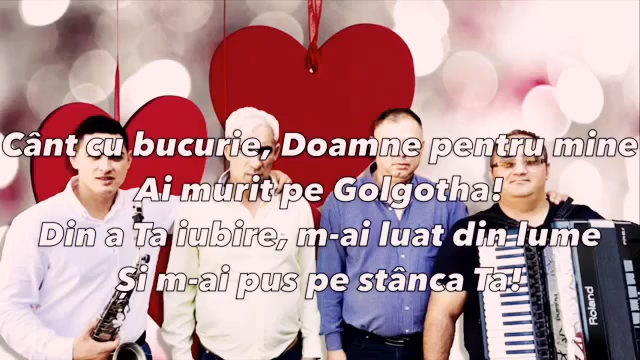 Cânt cu bucurie, Doamne pentru mine
Ai murit pe Golgotha!
Din a Ta iubire, m-ai luat din lume
Si m-ai pus pe stânca Ta!
Roland